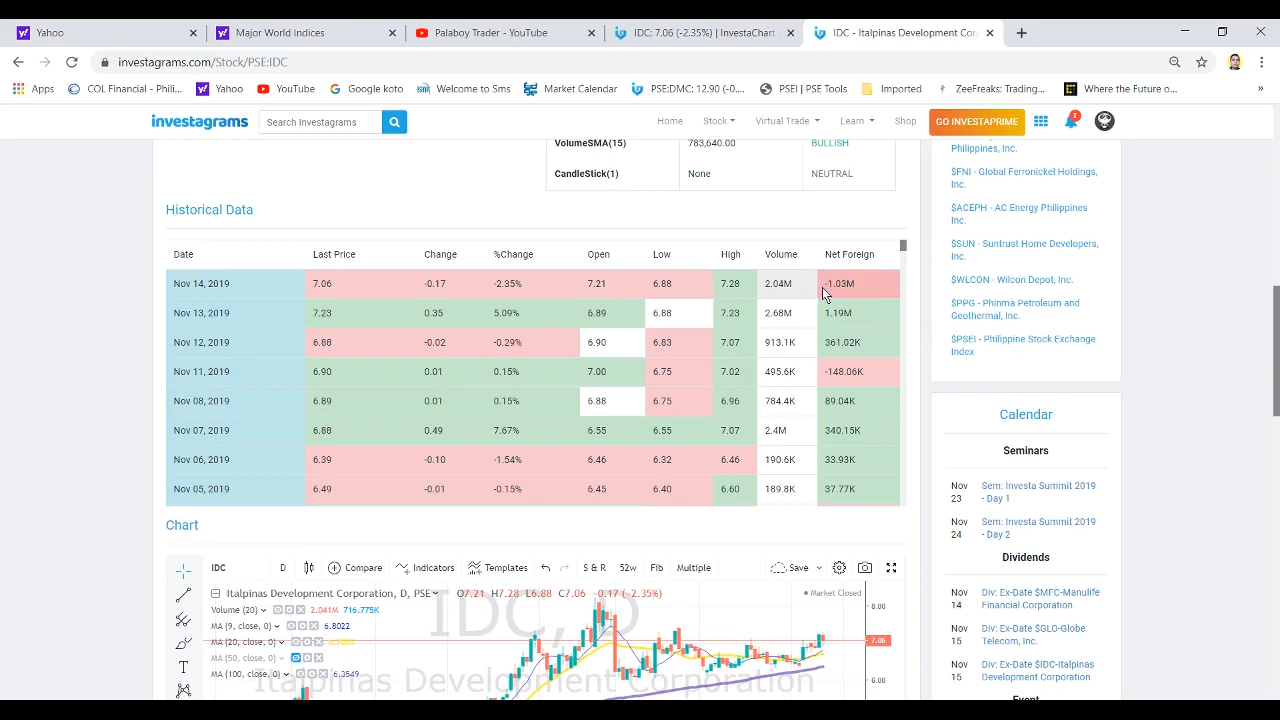 Yahoo
Major World Indices
Palaboy Trader - YouTube
IDC: 7.06 (-2.35%) | InvestaChart
IDC - Italpinas Development Cor
investagrams.com/Stock/PSE:IDC
Apps
COL Financial - Phili...
Yahoo
YouTube
Google koto
Welcome to Sms
Market Calendar
PSE:DMC: 12.90 (-0....
PSEI | PSE Tools
Imported
ZeeFreaks: Trading...
Where the Future o...
investagrams
Search Investagrams
Home
Stock
Virtual Trade
Learn
Shop
GO INVESTAPRIME
1
VolumeSMA(15) 783,640.00 BULLISH
CandleStick(1) None NEUTRAL
Historical Data
Date Last Price Change %Change Open Low High Volume Net Foreign
Nov 14, 2019 7.06 -0.17 -2.35% 7.21 6.88 7.28 2.04M -1.03M
Nov 13, 2019 7.23 0.35 5.09% 6.89 6.88 7.23 2.68M 1.19M
Nov 12, 2019 6.88 -0.02 -0.29% 6.90 6.83 7.07 913.1K 361.02K
Nov 11, 2019 6.90 0.01 0.15% 7.00 6.75 7.02 495.6K -148.06K
Nov 08, 2019 6.89 0.01 0.15% 6.88 6.75 6.96 784.4K 89.04K
Nov 07, 2019 6.88 0.49 7.67% 6.55 6.55 7.07 2.4M 340.15K
Nov 06, 2019 6.39 -0.10 -1.54% 6.46 6.32 6.46 190.6K 33.93K
Nov 05, 2019 6.49 -0.01 -0.15% 6.45 6.40 6.60 189.8K 37.77K
Chart
IDC D Compare Indicators Templates S & R 52w Fib Multiple Save
Italpinas Development Corporation, D, PSE O7.21 H7.28 L6.88 C7.06 -0.17 (-2.35%)
Market Closed
Volume (20) 2.041M 716.775K
MA (9, close, 0) 6.8022
MA (20, close, 0)
MA (50, close, 0)
MA (100, close, 0) 6.3549
IDC, D
Italpinas Development Corporation
8.00
7.06
6.00
Philippines, Inc.
$FNI - Global Ferronickel Holdings,
Inc.
$ACEPH - AC Energy Philippines
Inc.
$SUN - Suntrust Home Developers,
Inc.
$WLCON - Wilcon Depot, Inc.
$PPG - Phinma Petroleum and
Geothermal, Inc.
$PSEI - Philippine Stock Exchange
Index
Calendar
Seminars
Nov 23 Sem: Investa Summit 2019
- Day 1
Nov 24 Sem: Investa Summit 2019
- Day 2
Dividends
Nov 14 Div: Ex-Date $MFC-Manulife
Financial Corporation
Nov 15 Div: Ex-Date $GLO-Globe
Telecom, Inc.
Nov 15 Div: Ex-Date $IDC-Italpinas
Development Corporation
Event